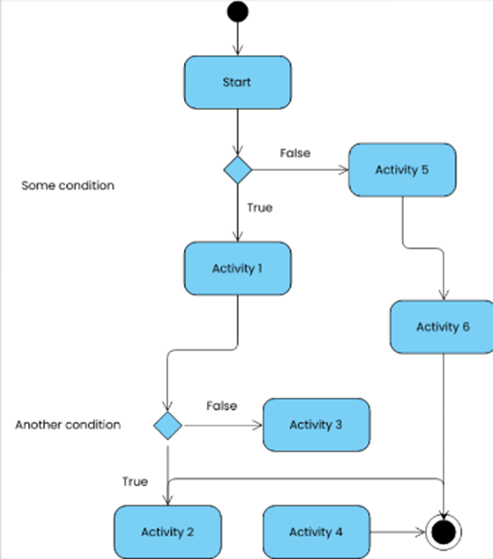 Start
False
Activity 5
Some condition
True
Activity 1
Activity 6
False
Another condition
Activity 3
True
Activity 2
Activity 4